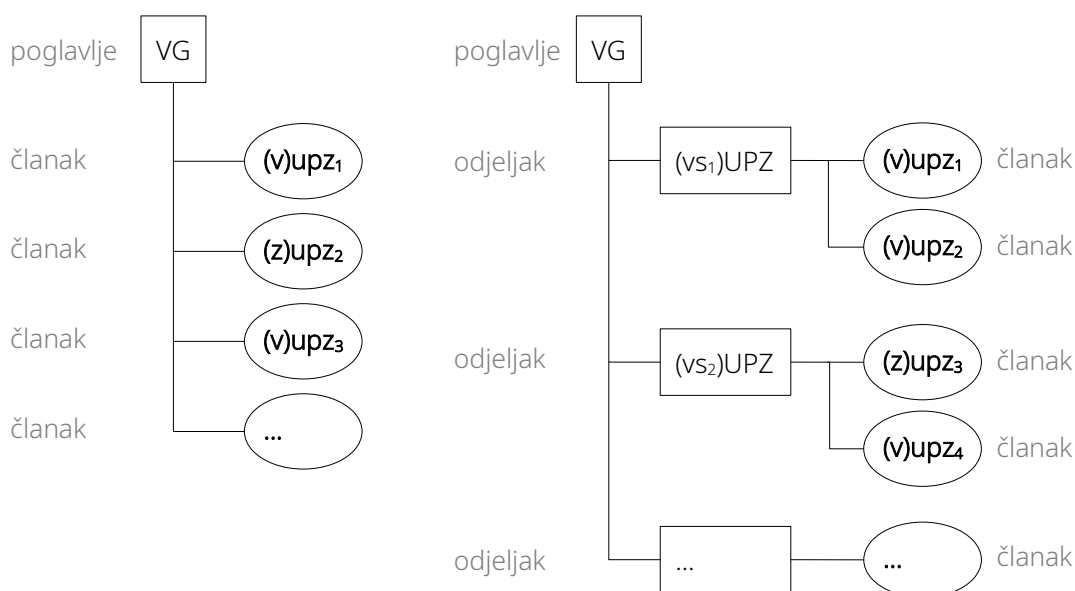 poglavlje VG
članak (v)upz₁
članak (z)upz₂
članak (v)upz₃
članak ...
poglavlje VG
odjeljak (vs₁)UPZ (v)upz₁ članak
(v)upz₂ članak
odjeljak (vs₂)UPZ (z)upz₃ članak
(v)upz₄ članak
odjeljak ... ... članak